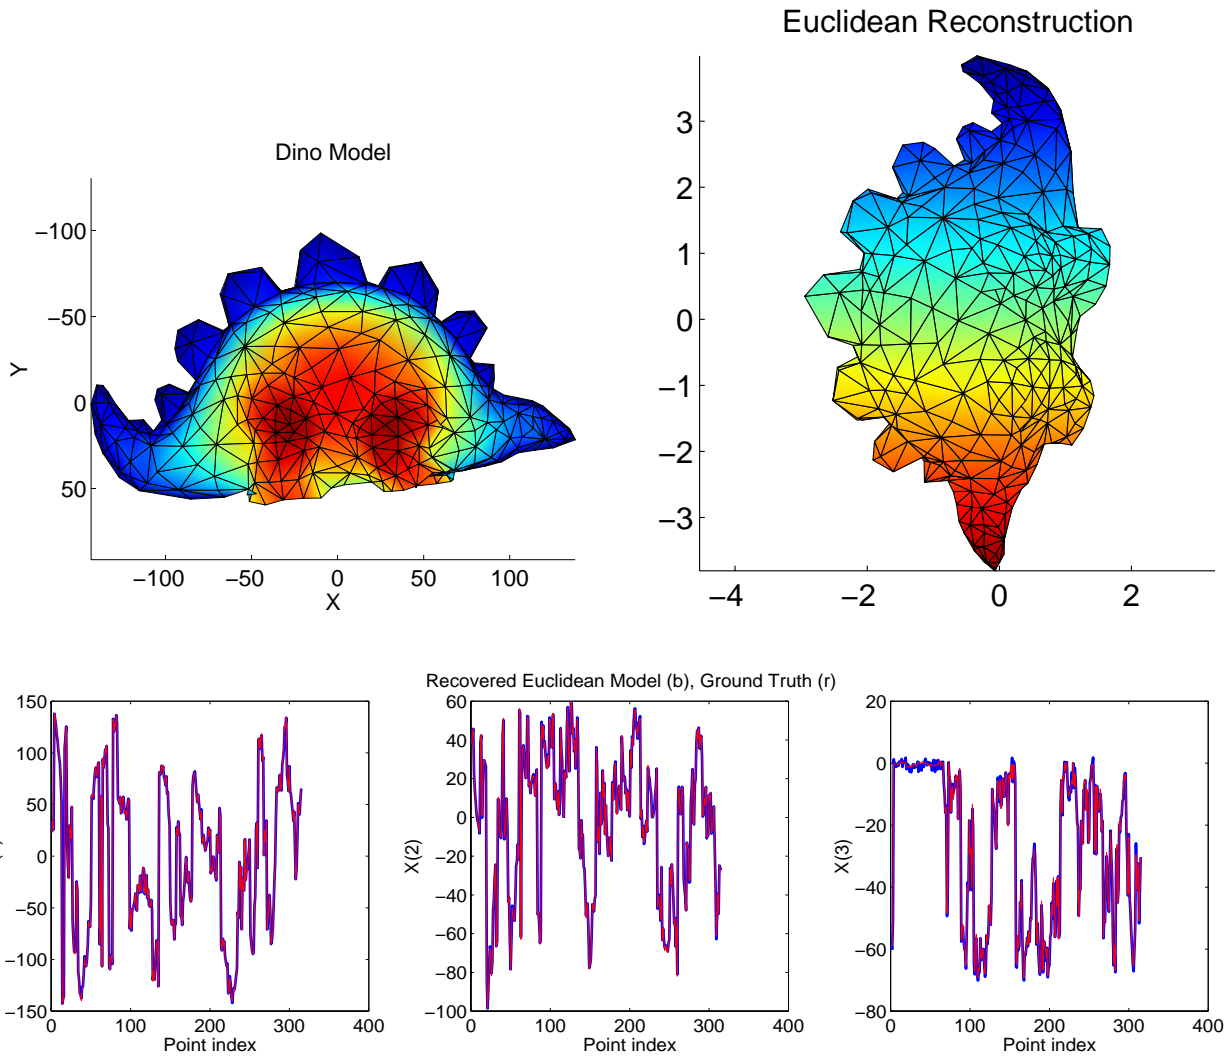 Euclidean Reconstruction
Dino Model
−100
−50
0
50
Y
−100 −50 0 50 100
X
3
2
1
0
−1
−2
−3
−4 −2 0 2
Recovered Euclidean Model (b), Ground Truth (r)
150
100
50
0
−50
−100
−150
0 100 200 300 400
Point index
60
40
20
0
−20
−40
−60
−80
−100
X(2)
0 100 200 300 400
Point index
20
0
−20
−40
−60
−80
X(3)
0 100 200 300 400
Point index